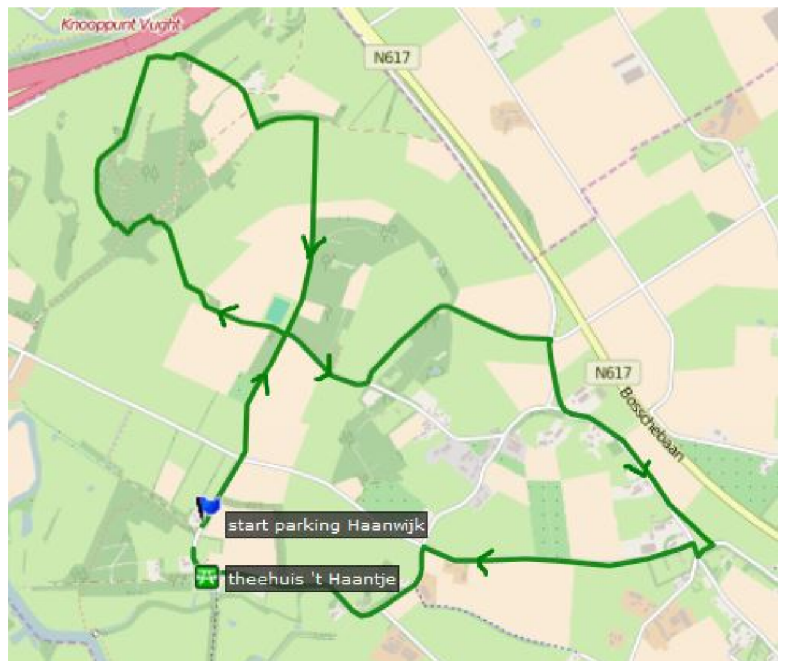 Knooppunt Vught
N617
N617
Bosschebaan
start parking Haanwijk
theehuis 't Haantje